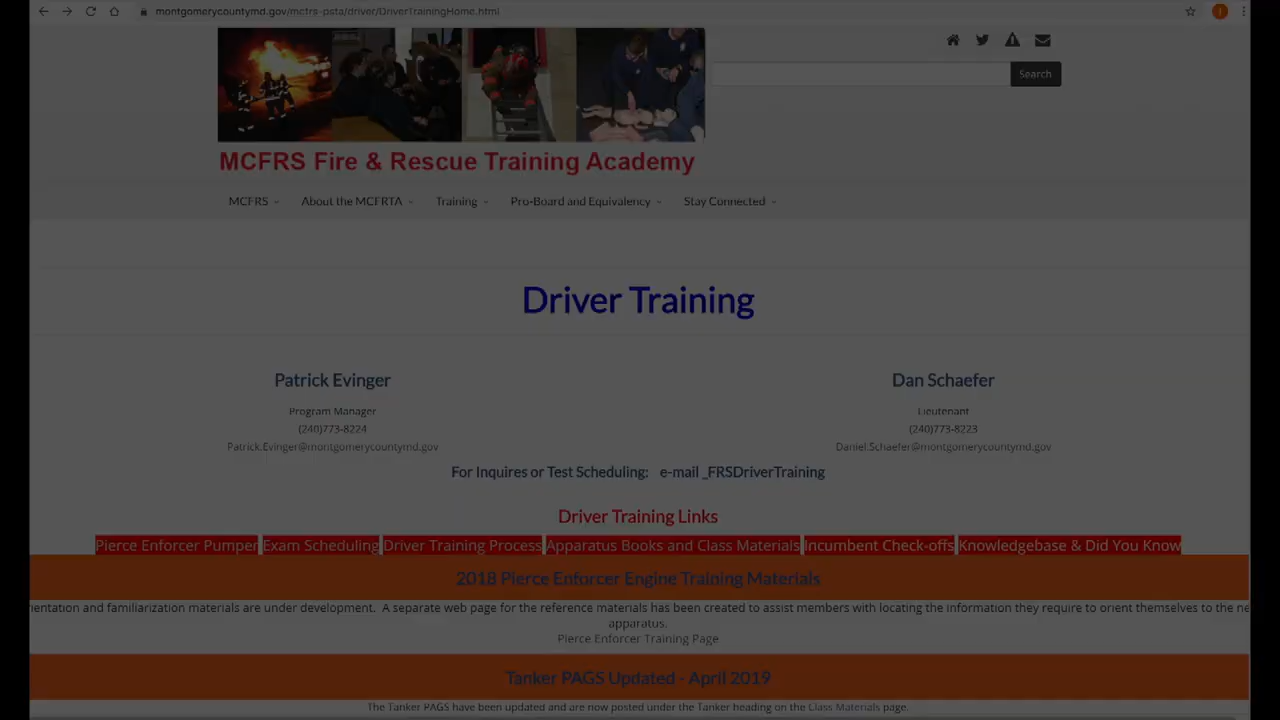 montgomerycountymd.gov/mcfrs-psta/driver/DriverTrainingHome.html
Search
MCFRS Fire & Rescue Training Academy
MCFRS About the MCFRTA Training Pro-Board and Equivalency Stay Connected
Driver Training
Patrick Evinger Dan Schaefer
Program Manager Lieutenant
(240)773-8224 (240)773-8223
Patrick.Evinger@montgomerycountymd.gov Daniel.Schaefer@montgomerycountymd.gov
For Inquires or Test Scheduling: e-mail _FRSDriverTraining
Driver Training Links
Pierce Enforcer Pumper Exam Scheduling Driver Training Process Apparatus Books and Class Materials Incumbent Check-offs Knowledgebase & Did You Know
2018 Pierce Enforcer Engine Training Materials
and familiarization materials are under development. A separate web page for the reference materials has been created to assist members with locating the information they require to orient themselves to the
apparatus.
Pierce Enforcer Training Page
Tanker PAGS Updated - April 2019
The Tanker PAGS have been updated and are now posted under the Tanker heading on the Class Materials page.